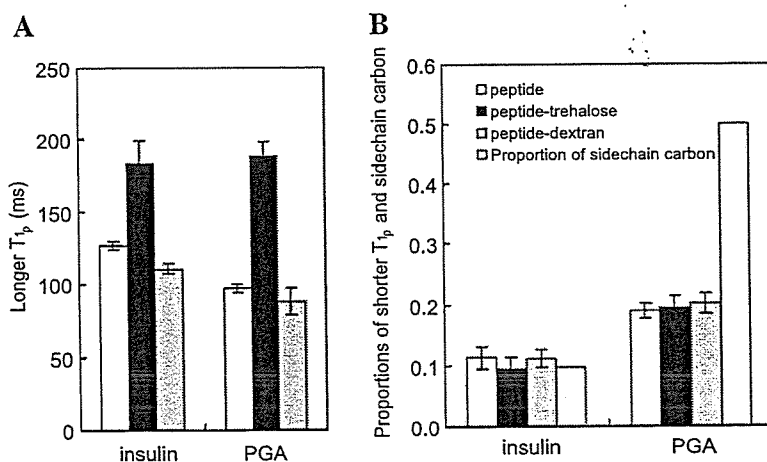 A
Longer T1p (ms)
250
200
150
100
50
0
insulin PGA
B
Proportions of shorter T1p and sidechain carbon
0.6
0.5
0.4
0.3
0.2
0.1
0.0
peptide
peptide-trehalose
peptide-dextran
Proportion of sidechain carbon
insulin PGA